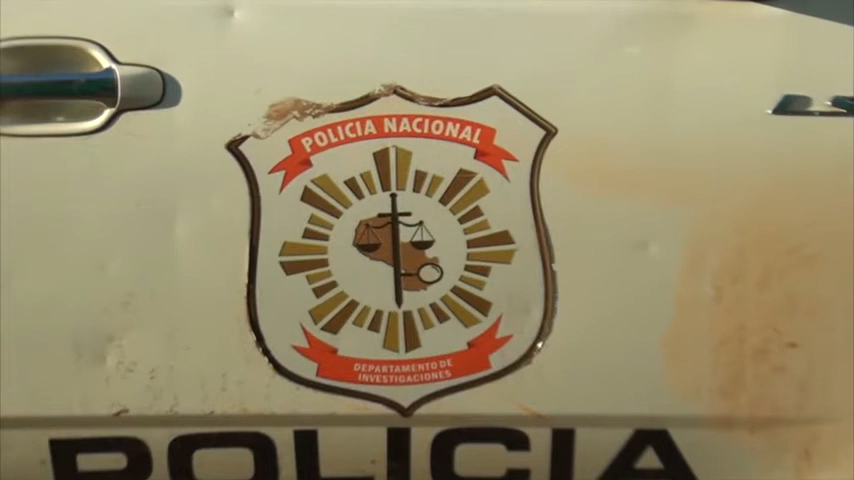 POLICIA NACIONAL
DEPARTAMENTO DE
INVESTIGACIONES
POLICIA